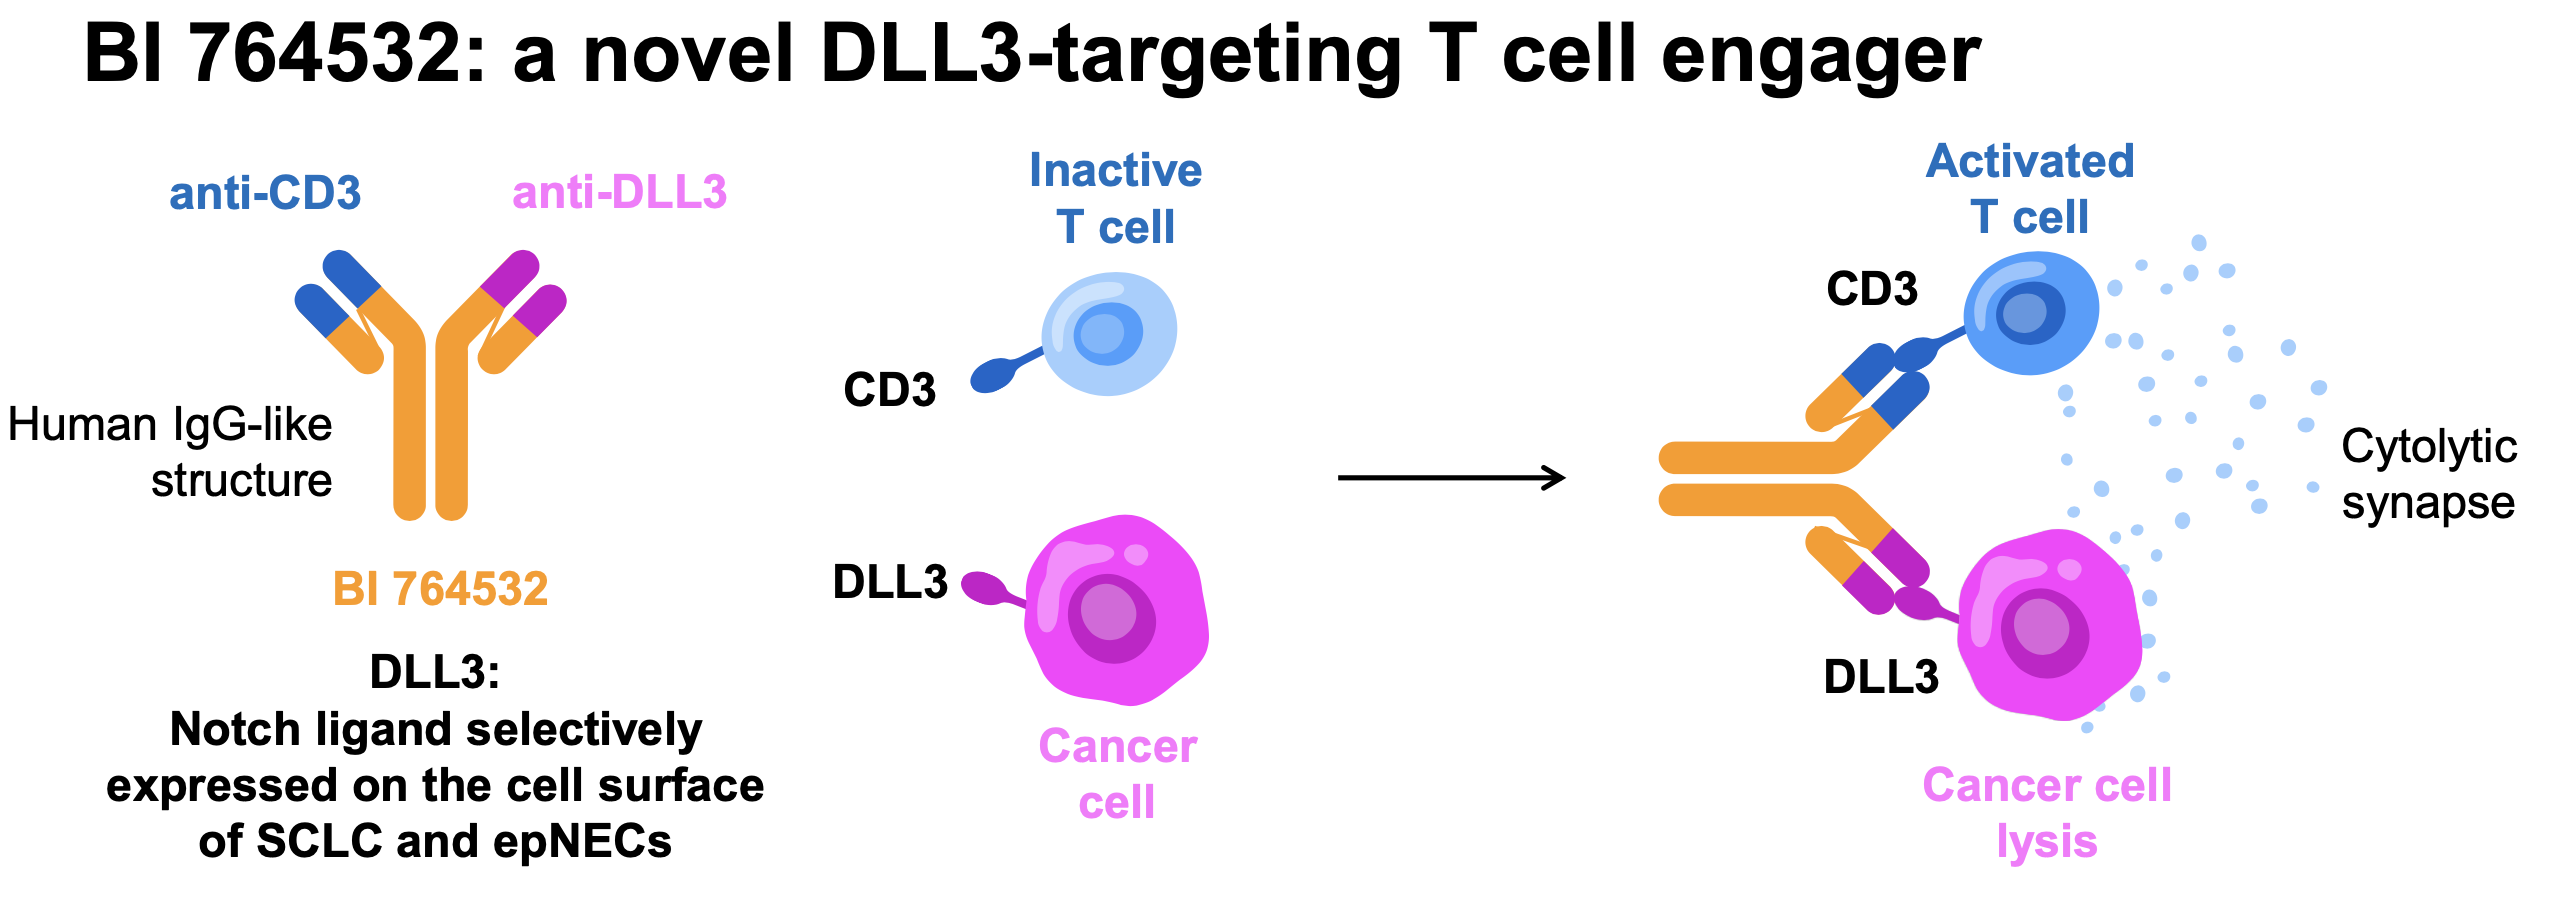 BI 764532: a novel DLL3-targeting T cell engager
anti-CD3
anti-DLL3
Human IgG-like
structure
BI 764532
DLL3:
Notch ligand selectively
expressed on the cell surface
of SCLC and epNECs
Inactive
T cell
CD3
DLL3
Cancer
cell
Activated
T cell
CD3
Cytolytic
synapse
DLL3
Cancer cell
lysis